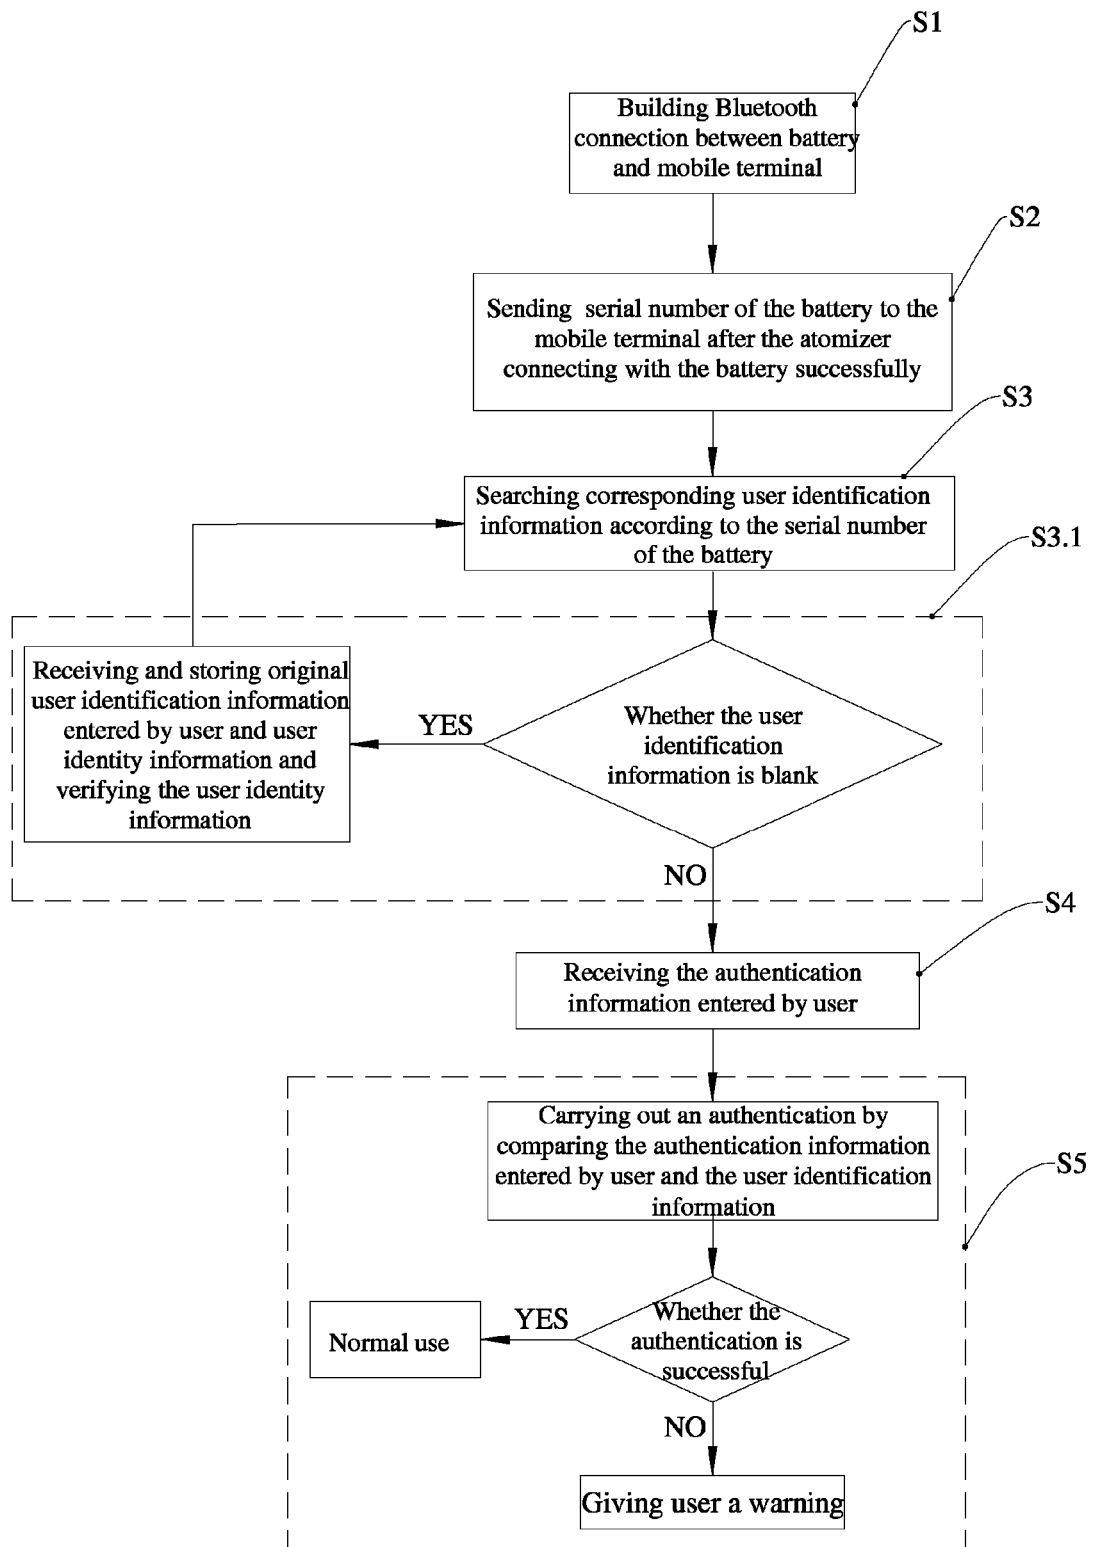 S1
Building Bluetooth
connection between battery
and mobile terminal
S2
Sending serial number of the battery to the
mobile terminal after the atomizer
connecting with the battery successfully
S3
Searching corresponding user identification
information according to the serial number
of the battery
S3.1
Receiving and storing original
user identification information
entered by user and user
identity information and
verifying the user identity
information
YES
Whether the user
identification
information is blank
NO
S4
Receiving the authentication
information entered by user
Carrying out an authentication by
comparing the authentication information
entered by user and the user identification
information
S5
Normal use
YES
Whether the
authentication is
successful
NO
Giving user a warning